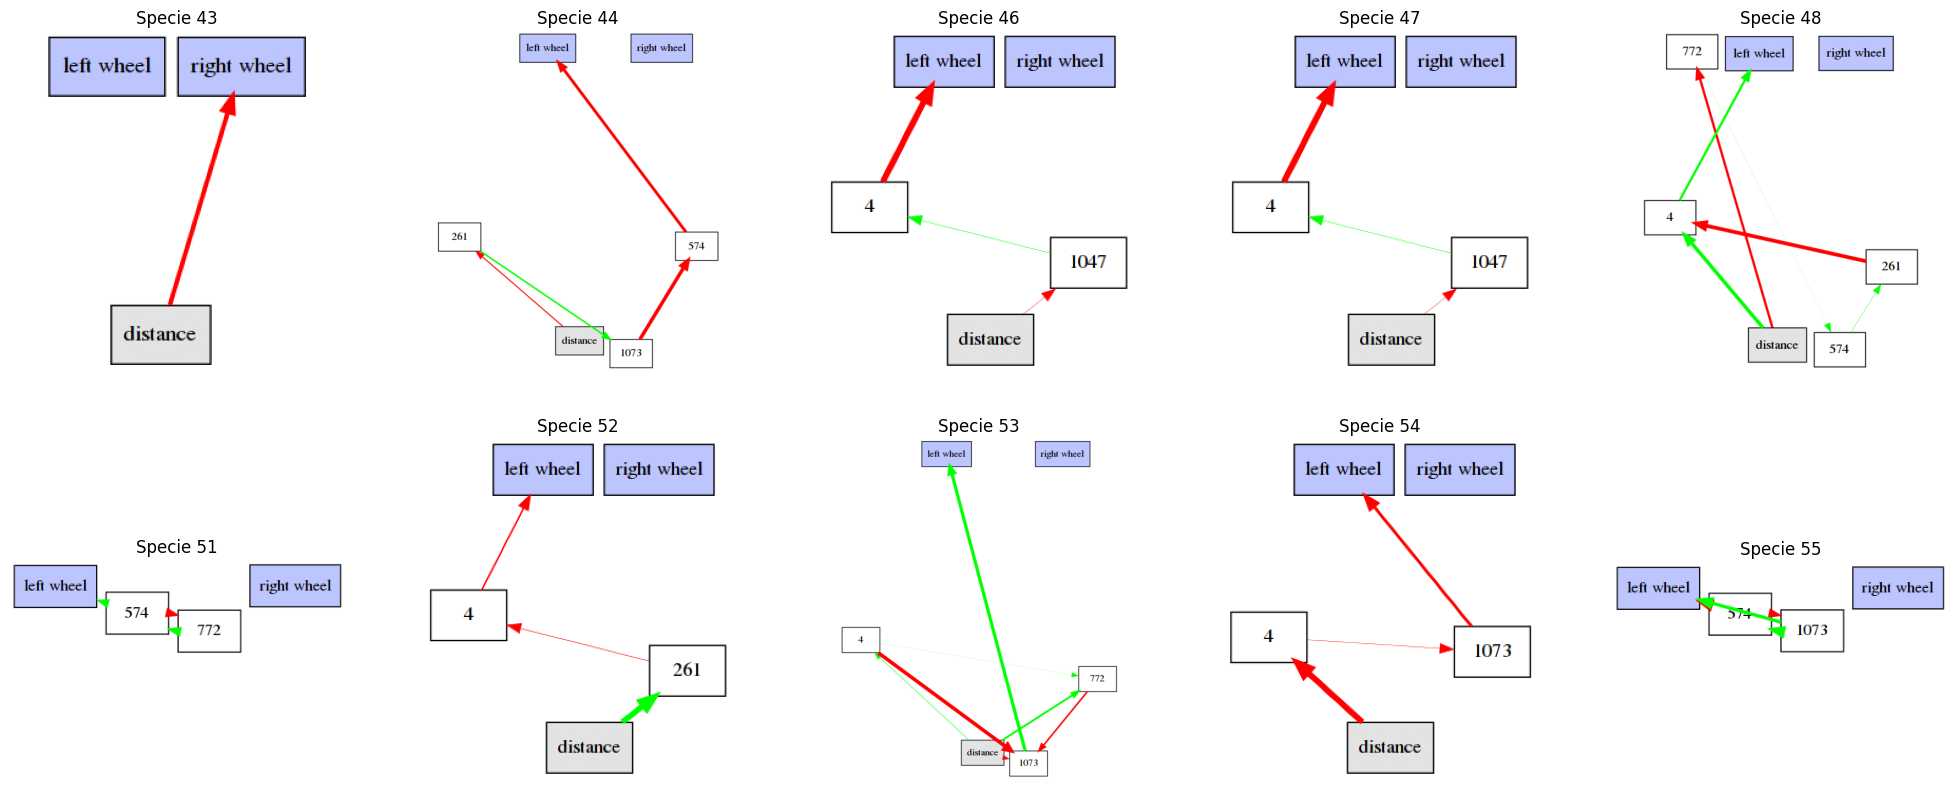 Specie 43
left wheel right wheel
distance
Specie 44
left wheel right wheel
261
574
distance
1073
Specie 46
left wheel right wheel
4
1047
distance
Specie 47
left wheel right wheel
4
1047
distance
Specie 48
772 left wheel right wheel
4
261
distance
574
Specie 51
left wheel right wheel
574
772
Specie 52
left wheel right wheel
4
261
distance
Specie 53
left wheel right wheel
4
772
distance
1073
Specie 54
left wheel right wheel
4
1073
distance
Specie 55
left wheel right wheel
574
1073